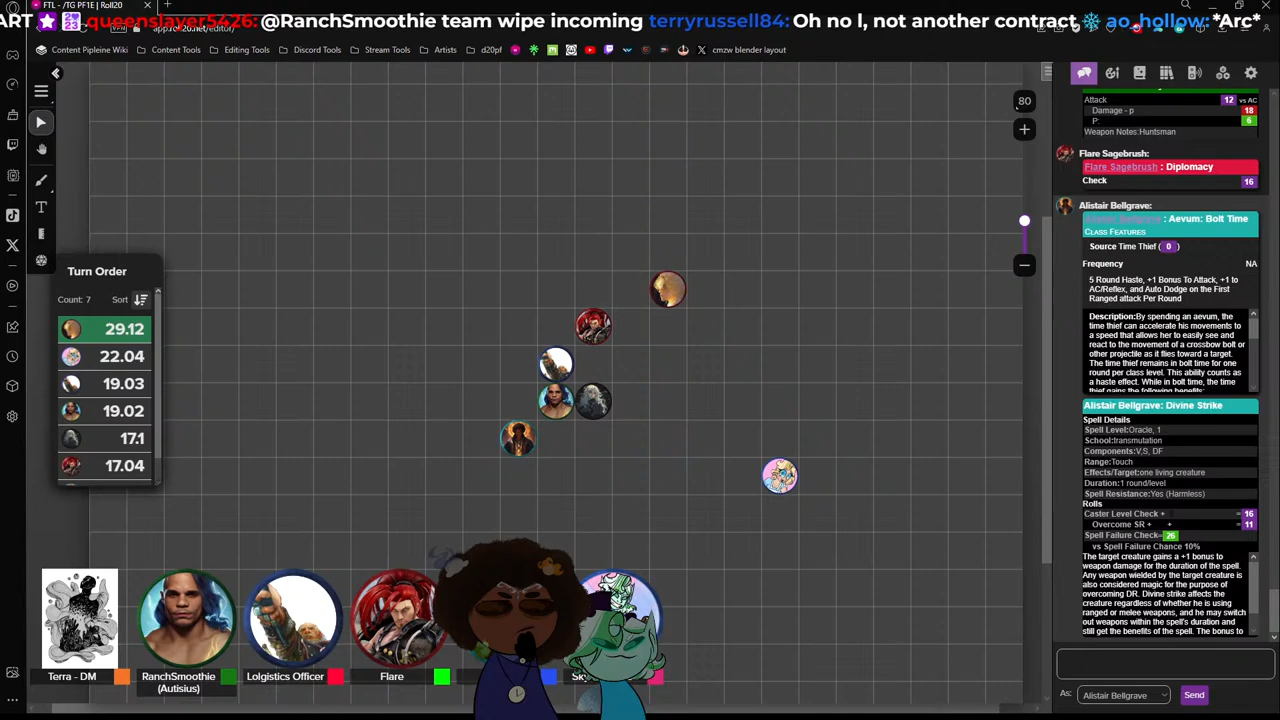 FTL - /TG PF1E | Roll20
ART queenslayer5426: @RanchSmoothie team wipe incoming terryrussell84: Oh no I, not another contract ao_hollow: *Arc*
app.roll20.net/editor/
Content Pipleine Wiki
Content Tools
Editing Tools
Discord Tools
Stream Tools
Artists
d20pf
cmzw blender layout
80
Turn Order
Count: 7
Sort
29.12
22.04
19.03
19.02
17.1
17.04
Terra - DM
RanchSmoothie
(Autisius)
Lolgistics Officer
Flare
Sk
Attack
12 vs AC
Damage - p
18
P:
6
Weapon Notes:Huntsman
Flare Sagebrush:
Flare Sagebrush : Diplomacy
Check
16
Alistair Bellgrave:
Alistair Bellgrave : Aevum: Bolt Time
CLASS FEATURES
Source Time Thief ( 0 )
Frequency
NA
5 Round Haste, +1 Bonus To Attack, +1 to
AC/Reflex, and Auto Dodge on the First
Ranged attack Per Round
Description:By spending an aevum, the
time thief can accelerate his movements to
a speed that allows her to easily see and
react to the movement of a crossbow bolt or
other projectile as it flies toward a target.
The time thief remains in bolt time for one
round per class level. This ability counts as
a haste effect. While in bolt time, the time
thief gains the following benefits:
Alistair Bellgrave: Divine Strike
Spell Details
Spell Level:Oracle, 1
School:transmutation
Components:V,S, DF
Range:Touch
Effects/Target:one living creature
Duration:1 round/level
Spell Resistance:Yes (Harmless)
Rolls
Caster Level Check + = 16
Overcome SR + + = 11
Spell Failure Check= 26
vs Spell Failure Chance 10%
The target creature gains a +1 bonus to
weapon damage for the duration of the spell.
Any weapon wielded by the target creature is
also considered magic for the purpose of
overcoming DR. Divine strike affects the
creature regardless of whether he is using
ranged or melee weapons, and he may switch
out weapons within the spell's duration and
still get the benefits of the spell. The bonus to
As:
Alistair Bellgrave
Send